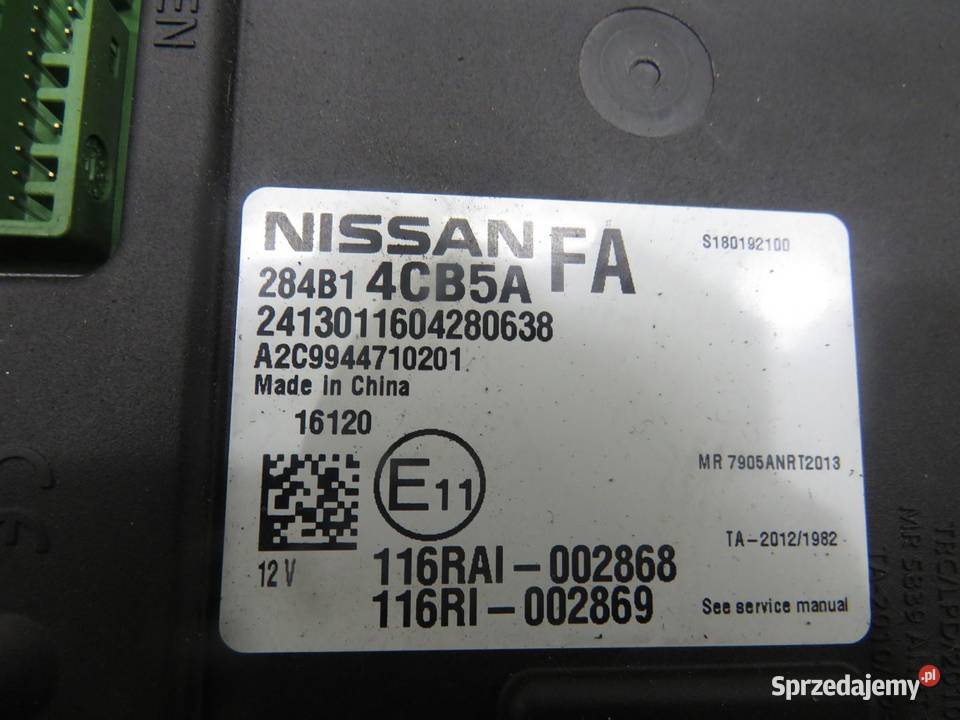 EN
NISSAN FA
S180192100
284B1 4CB5A
2413011604280638
A2C9944710201
Made in China
16120
MR 7905ANRT2013
E11
TA-2012/1982
12 V
116RAI-002868
116RI-002869
See service manual
Sprzedajemy.pl